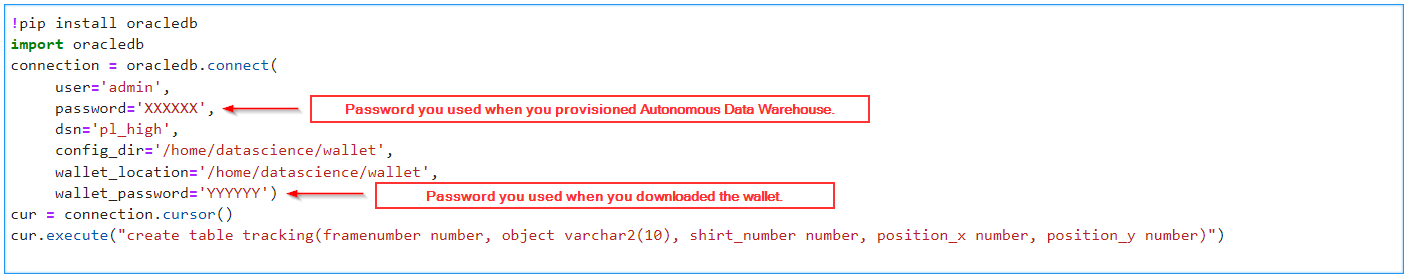 !pip install oracledb
import oracledb
connection = oracledb.connect(
user='admin',
password='XXXXXX', Password you used when you provisioned Autonomous Data Warehouse.
dsn='pl_high',
config_dir='/home/datascience/wallet',
wallet_location='/home/datascience/wallet',
wallet_password='YYYYYY') Password you used when you downloaded the wallet.
cur = connection.cursor()
cur.execute("create table tracking(framenumber number, object varchar2(10), shirt_number number, position_x number, position_y number)")